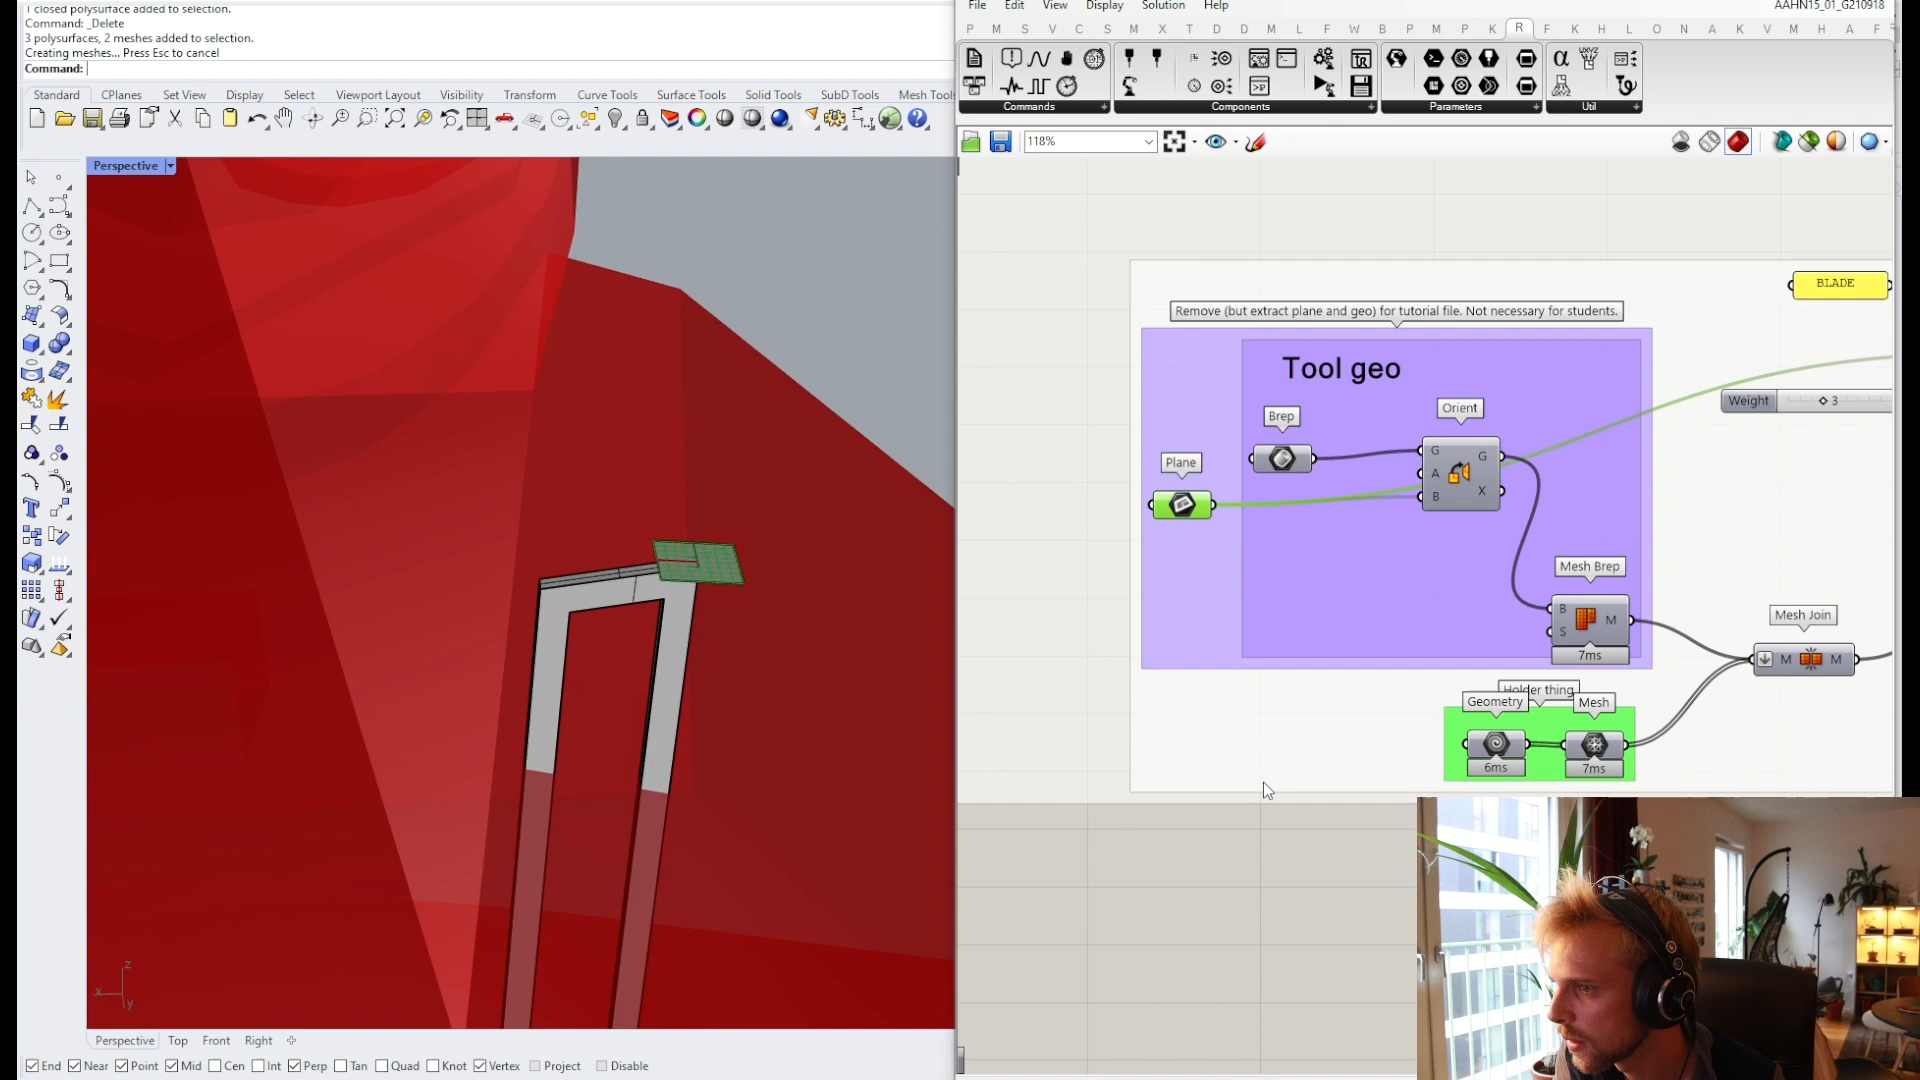 1 closed polysurface added to selection.
Command: _Delete
3 polysurfaces, 2 meshes added to selection.
Creating meshes... Press Esc to cancel
Command:
Standard CPlanes Set View Display Select Viewport Layout Visibility Transform Curve Tools Surface Tools Solid Tools SubD Tools Mesh Tools
Perspective
z
x
y
Perspective Top Front Right
End Near Point Mid Cen Int Perp Tan Quad Knot Vertex Project Disable
File Edit View Display Solution Help
AAHN15_01_G210918
P M S V C S M X T D D M L F W B P M P K R F K H L O N A K V M H A F
Commands Components Parameters Util
118%
BLADE
Remove (but extract plane and geo) for tutorial file. Not necessary for students.
Tool geo
Weight 3
Orient
Brep
G
A
B
G
X
Plane
Mesh Brep
B
S
M
7ms
Mesh Join
M M
Holder thing
Geometry Mesh
6ms 7ms